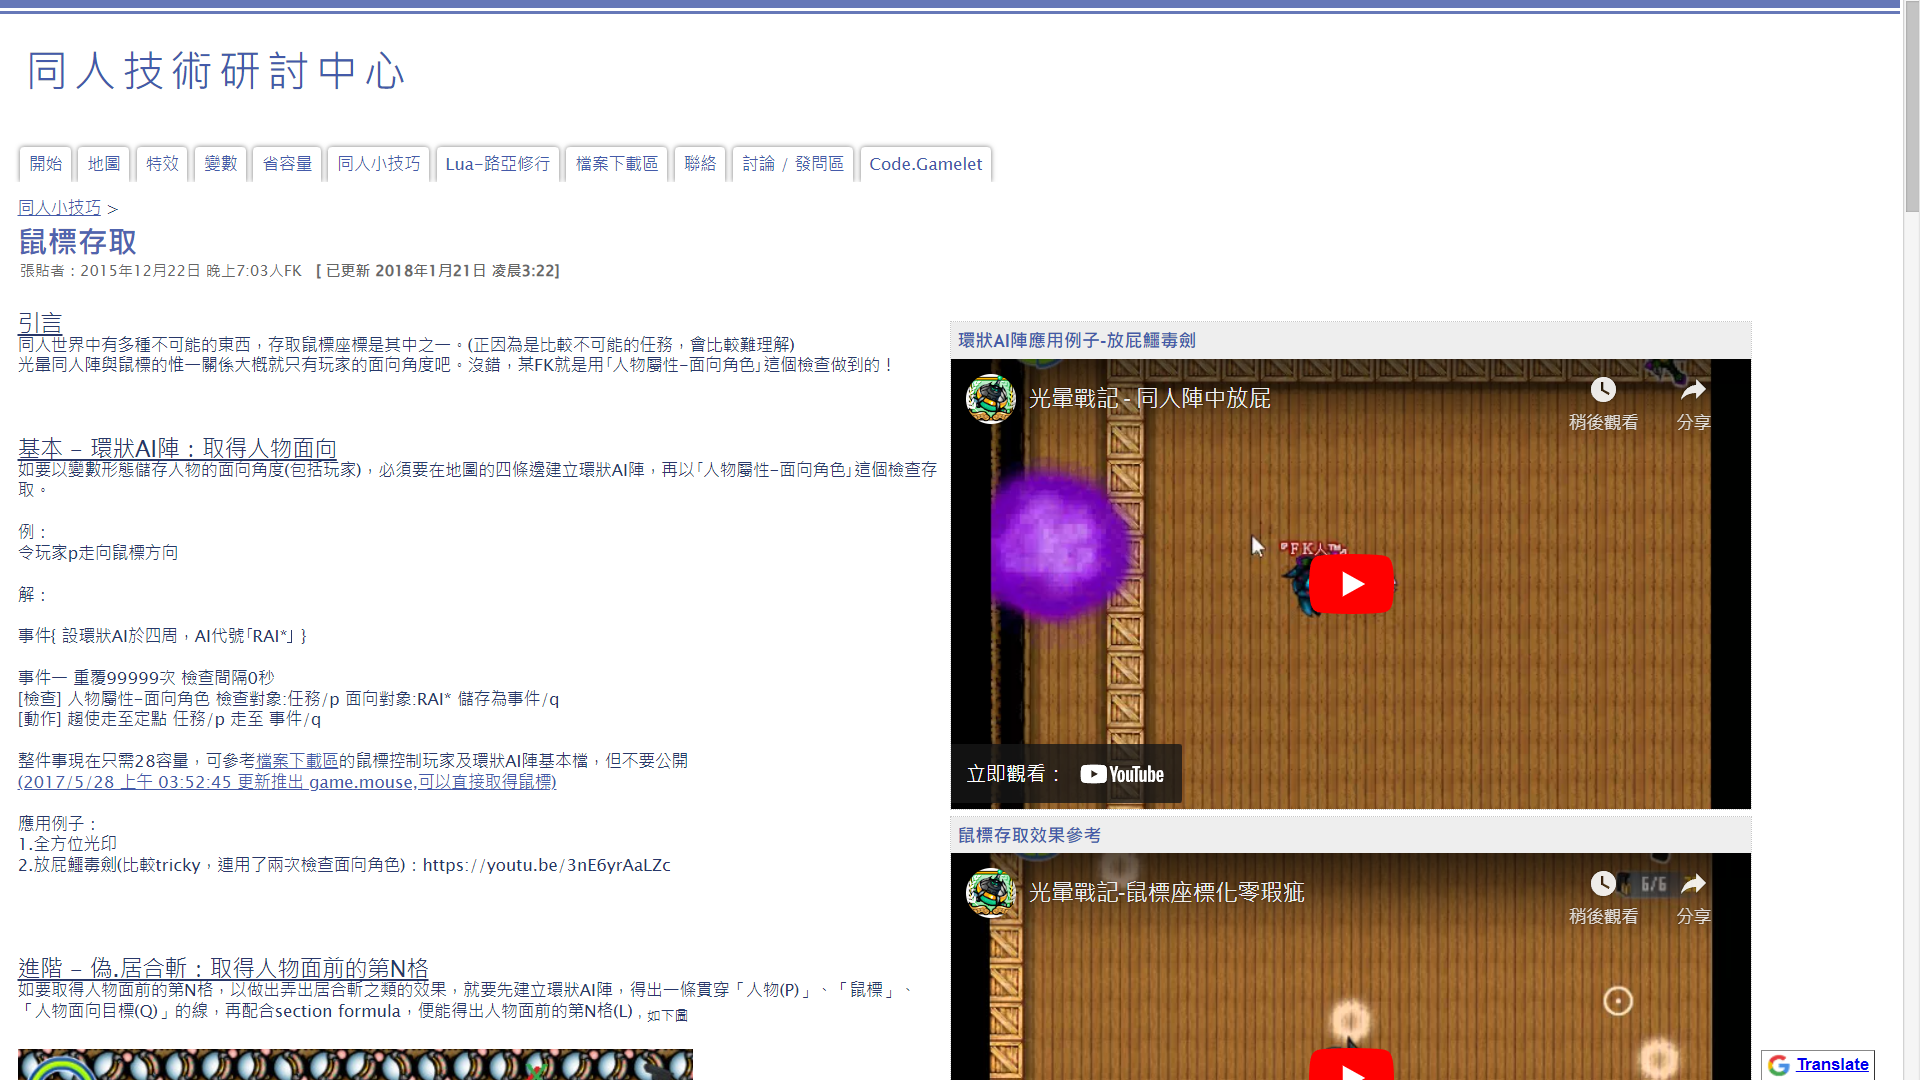 同人技術研討中心
開始
地圖
特效
變數
省容量
同人小技巧
Lua-路亞修行
檔案下載區
聯絡
討論 / 發問區
Code.Gamelet
同人小技巧 >
鼠標存取
張貼者：2015年12月22日 晚上7:03人FK [ 已更新 2018年1月21日 凌晨3:22]
引言
同人世界中有多種不可能的東西，存取鼠標座標是其中之一。(正因為是比較不可能的任務，會比較難理解)
光暈同人陣與鼠標的惟一關係大概就只有玩家的面向角度吧。沒錯，某FK就是用｢人物屬性-面向角色｣這個檢查做到的！
基本 - 環狀AI陣：取得人物面向
如要以變數形態儲存人物的面向角度(包括玩家)，必須要在地圖的四條邊建立環狀AI陣，再以｢人物屬性-面向角色｣這個檢查存
取。
例：
令玩家p走向鼠標方向
解：
事件{ 設環狀AI於四周，AI代號｢RAI*｣ }
事件一 重覆99999次 檢查間隔0秒
[檢查] 人物屬性-面向角色 檢查對象:任務/p 面向對象:RAI* 儲存為事件/q
[動作] 趨使走至定點 任務/p 走至 事件/q
整件事現在只需28容量，可參考檔案下載區的鼠標控制玩家及環狀AI陣基本檔，但不要公開
(2017/5/28 上午 03:52:45 更新推出 game.mouse,可以直接取得鼠標)
應用例子：
1.全方位光印
2.放屁鱷毒劍(比較tricky，連用了兩次檢查面向角色)：https://youtu.be/3nE6yrAaLZc
進階 - 偽.居合斬：取得人物面前的第N格
如要取得人物面前的第N格，以做出弄出居合斬之類的效果，就要先建立環狀AI陣，得出一條貫穿「人物(P)」、「鼠標」、
「人物面向目標(Q)」的線，再配合section formula，便能得出人物面前的第N格(L)，如下圖
環狀AI陣應用例子-放屁鱷毒劍
光暈戰記 - 同人陣中放屁
稍後觀看
分享
立即觀看：
YouTube
鼠標存取效果參考
光暈戰記-鼠標座標化零瑕疵
6/6
稍後觀看
分享
Translate